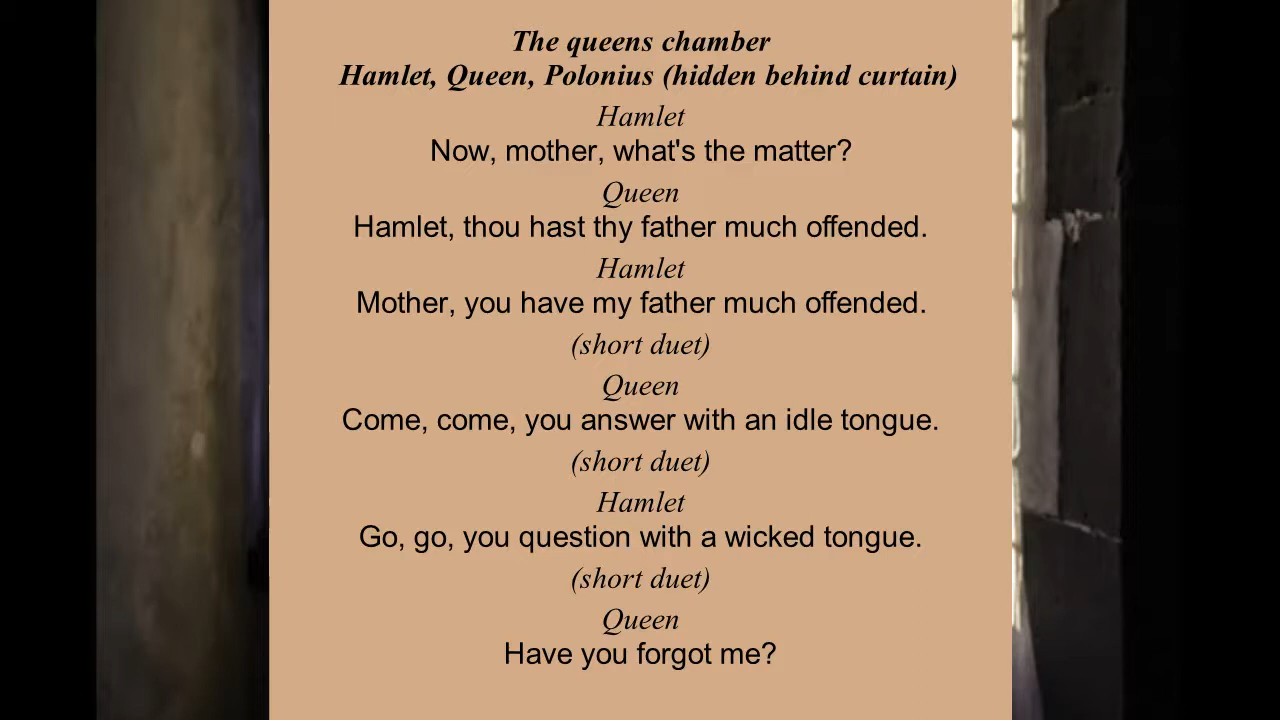 The queens chamber
Hamlet, Queen, Polonius (hidden behind curtain)
Hamlet
Now, mother, what's the matter?
Queen
Hamlet, thou hast thy father much offended.
Hamlet
Mother, you have my father much offended.
(short duet)
Queen
Come, come, you answer with an idle tongue.
(short duet)
Hamlet
Go, go, you question with a wicked tongue.
(short duet)
Queen
Have you forgot me?